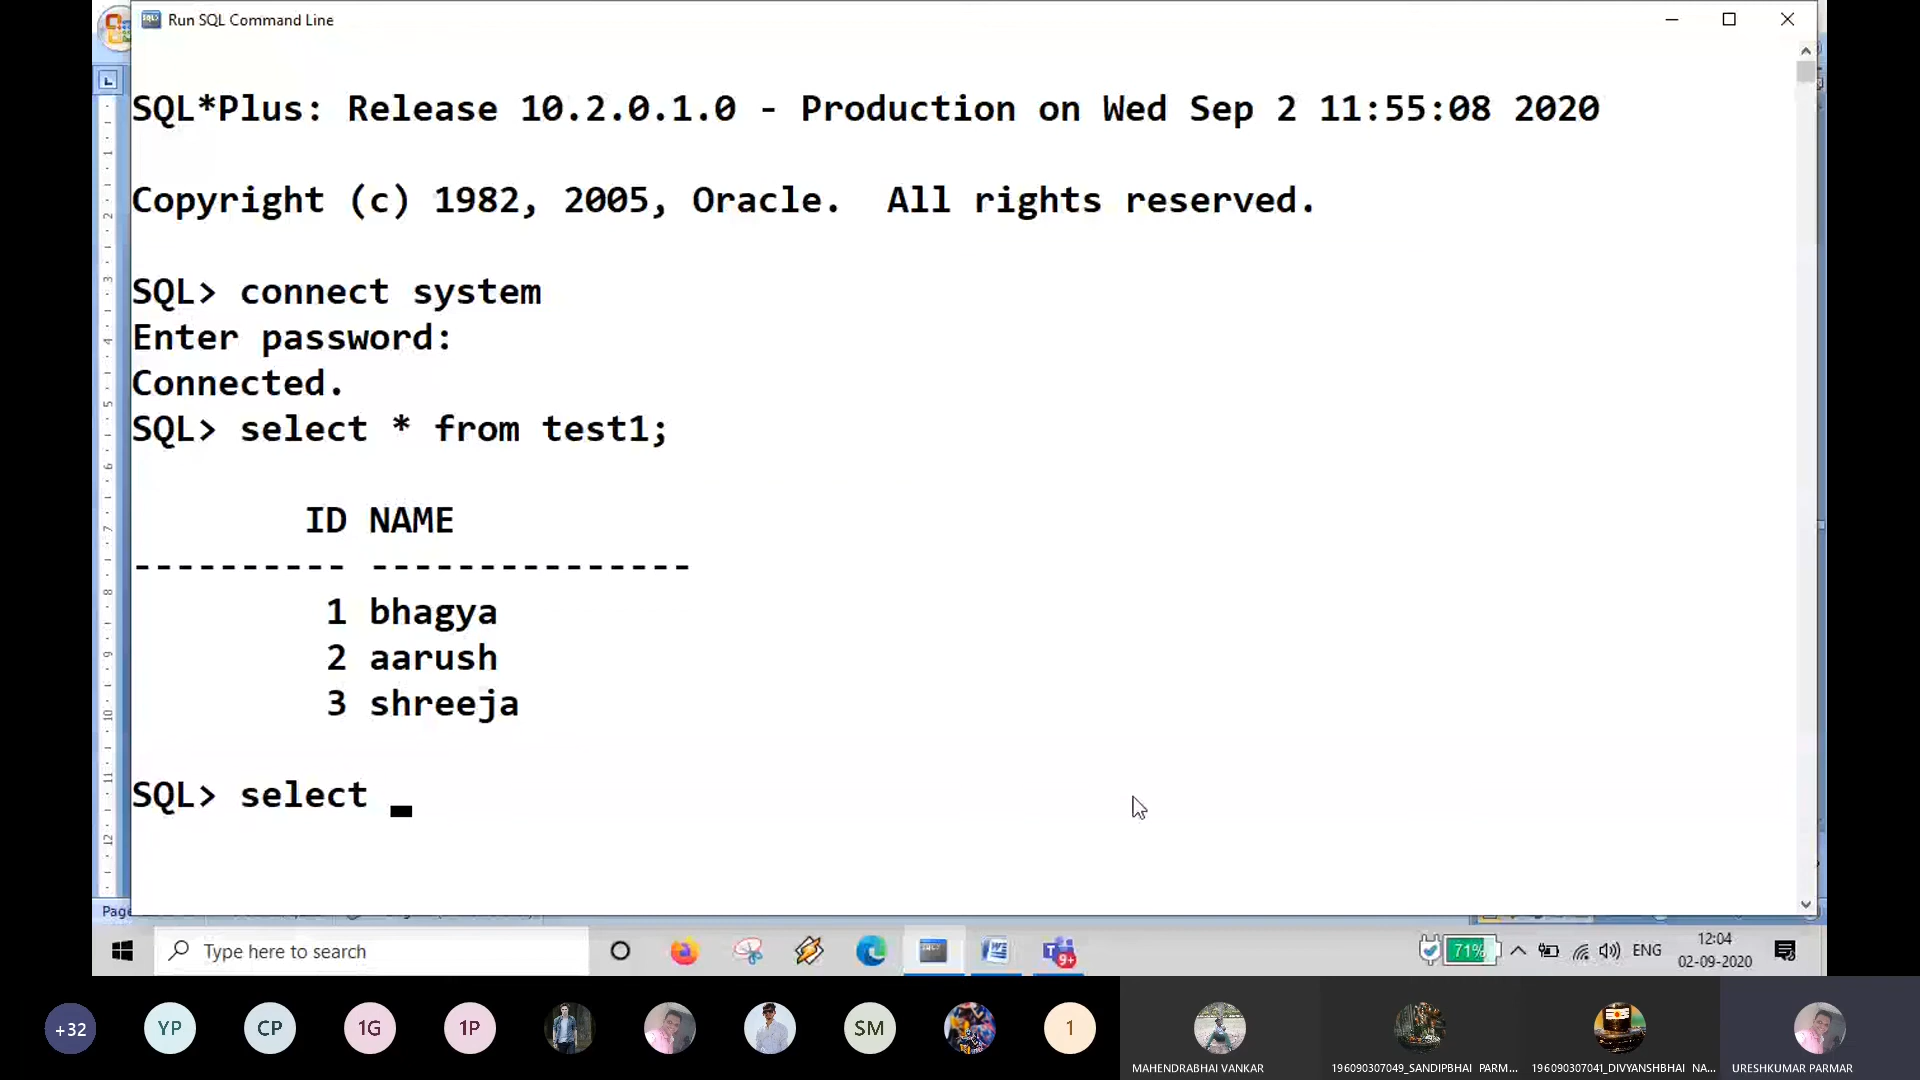 Run SQL Command Line
SQL*Plus: Release 10.2.0.1.0 - Production on Wed Sep 2 11:55:08 2020
Copyright (c) 1982, 2005, Oracle.  All rights reserved.
SQL> connect system
Enter password:
Connected.
SQL> select * from test1;
ID NAME
---------- ---------------
1 bhagya
2 aarush
3 shreeja
SQL> select
Page
Type here to search
9+
71%
ENG
12:04
02-09-2020
+32
YP
CP
1G
1P
SM
1
MAHENDRABHAI VANKAR
196090307049_SANDIPBHAI PARM...
196090307041_DIVYANSHBHAI NA...
URESHKUMAR PARMAR